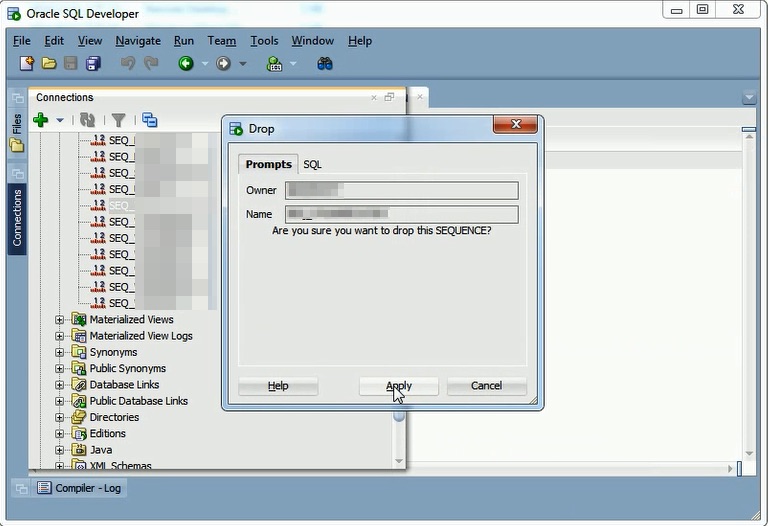 Oracle SQL Developer
File Edit View Navigate Run Team Tools Window Help
Connections
Files
Connections
SEQ_
SEQ_
SEQ_
SEQ_
SEQ_
SEQ_
SEQ_
SEQ_
SEQ_
SEQ_
SEQ_
Materialized Views
Materialized View Logs
Synonyms
Public Synonyms
Database Links
Public Database Links
Directories
Editions
Java
XML Schemas
Drop
Prompts SQL
Owner
Name
Are you sure you want to drop this SEQUENCE?
Help Apply Cancel
Compiler - Log